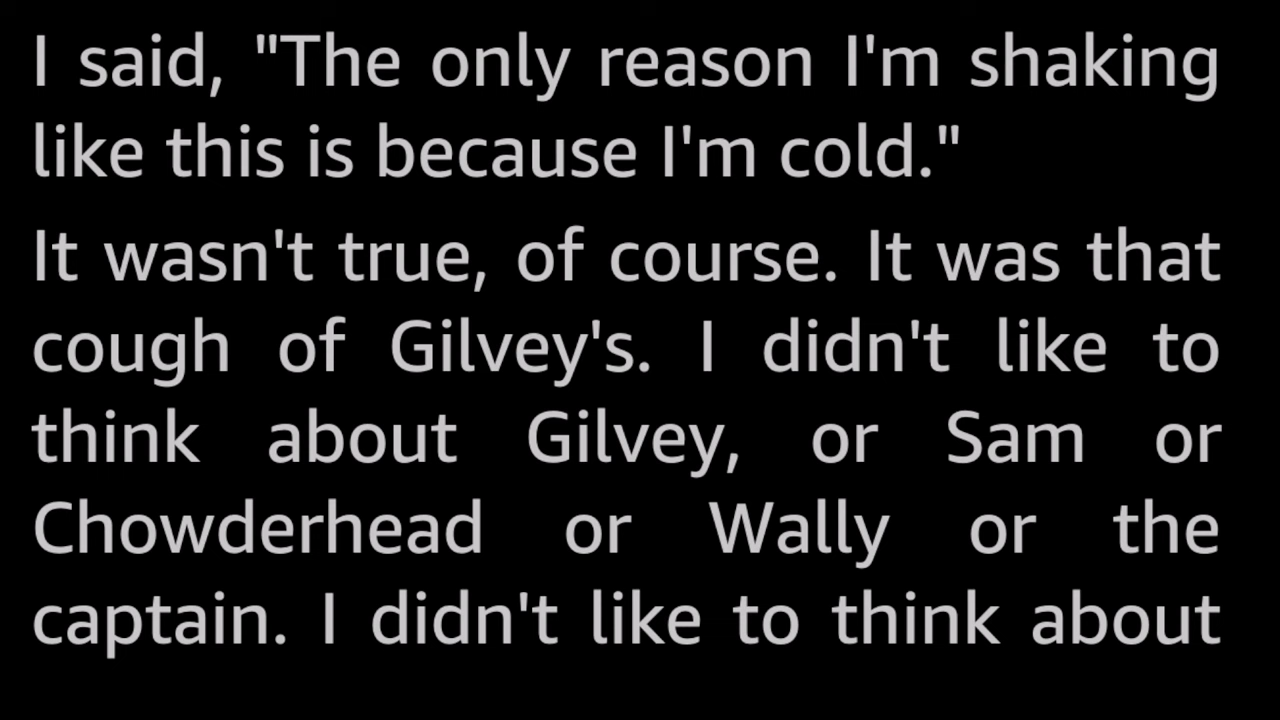 I said, "The only reason I'm shaking
like this is because I'm cold."
It wasn't true, of course. It was that
cough of Gilvey's. I didn't like to
think about Gilvey, or Sam or
Chowderhead or Wally or the
captain. I didn't like to think about